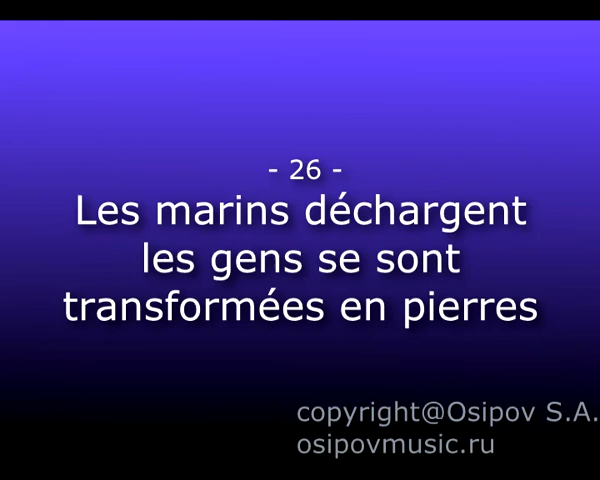 - 26 -
Les marins déchargent
les gens se sont
transformées en pierres
copyright@Osipov S.A.
osipovmusic.ru